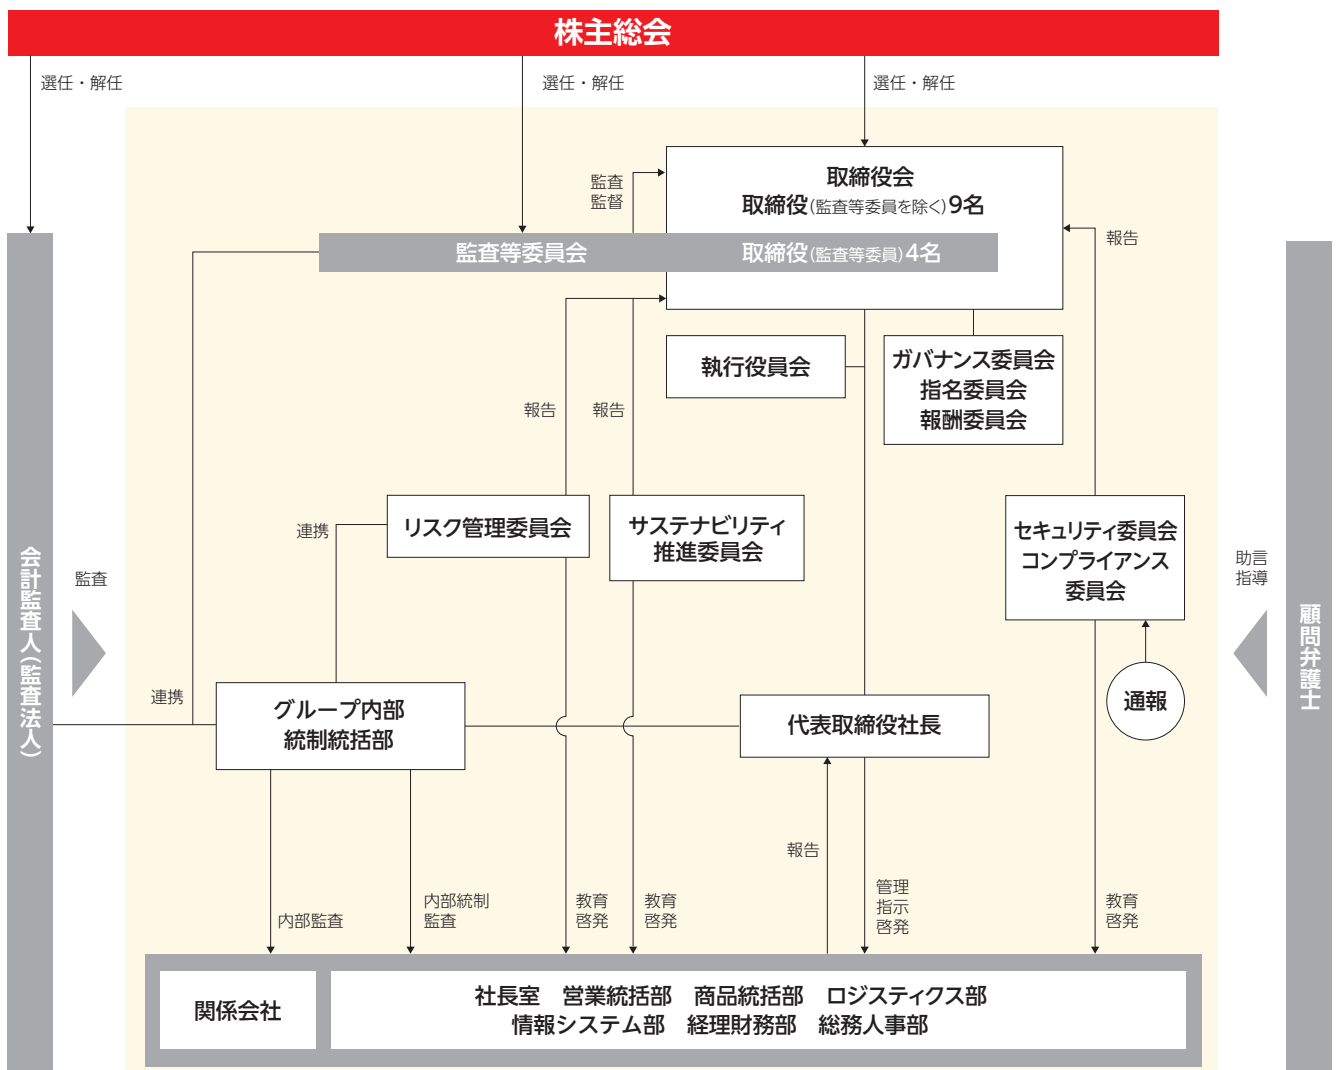 株主総会
選任・解任
選任・解任
選任・解任
監査
監督
取締役会
取締役(監査等委員を除く)9名
監査等委員会
取締役(監査等委員)4名
報告
執行役員会
ガバナンス委員会
指名委員会
報酬委員会
報告
報告
リスク管理委員会
連携
サステナビリティ
推進委員会
セキュリティ委員会
コンプライアンス
委員会
会計監査人(監査法人)
監査
助言
指導
顧問弁護士
通報
連携
グループ内部
統制統括部
代表取締役社長
報告
内部監査
内部統制
監査
教育
啓発
教育
啓発
管理
指示
啓発
教育
啓発
関係会社
社長室 営業統括部 商品統括部 ロジスティクス部
情報システム部 経理財務部 総務人事部